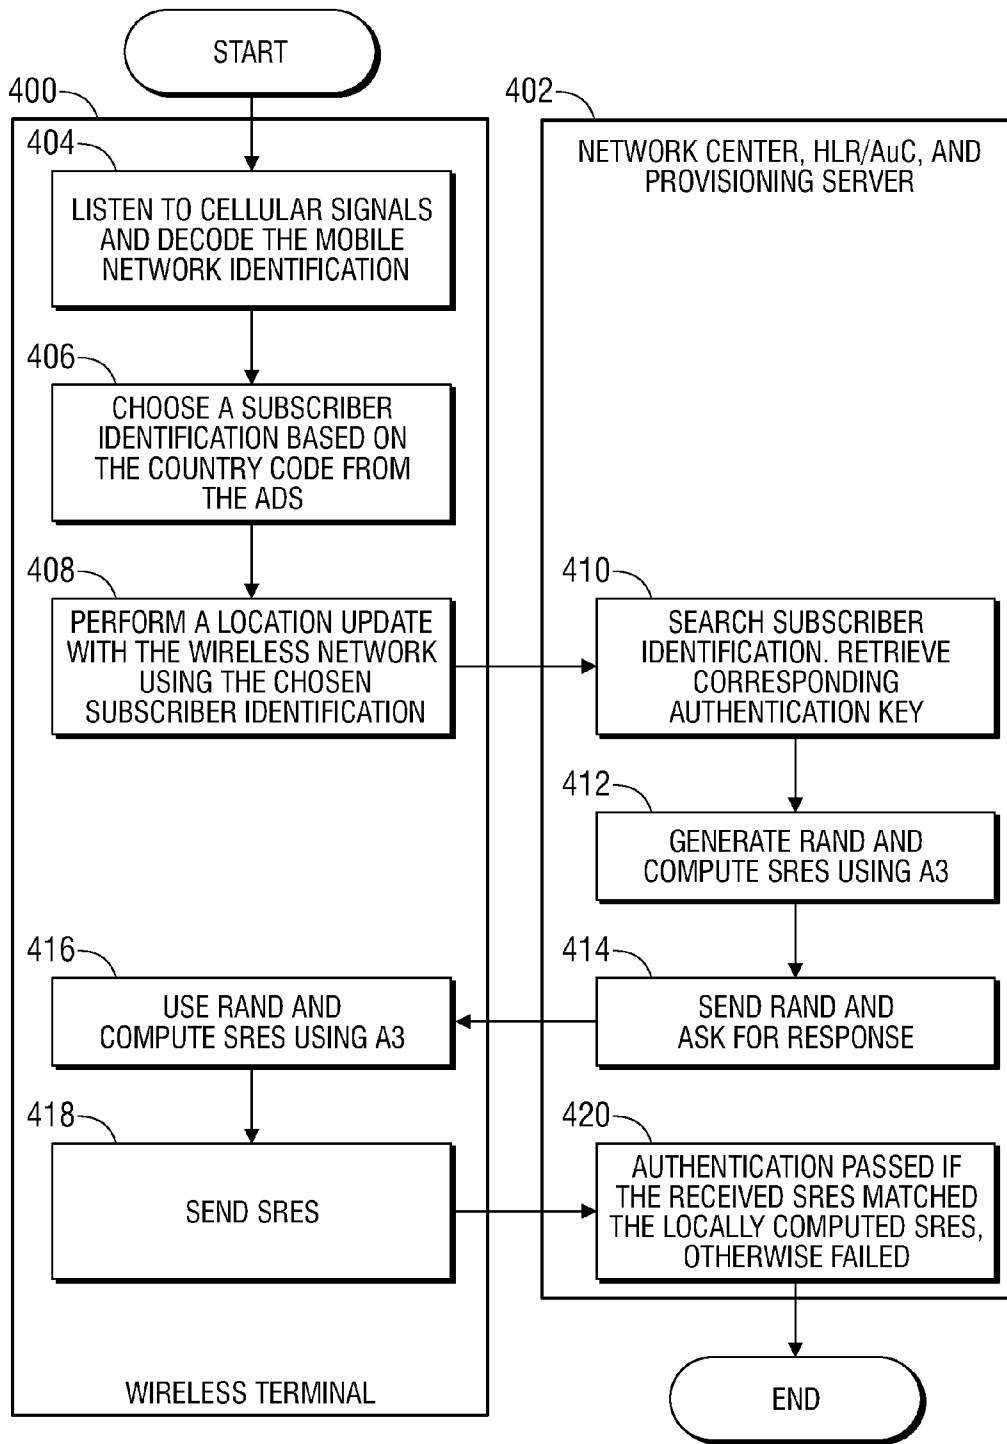 START
400
402
404
NETWORK CENTER, HLR/AuC, AND
PROVISIONING SERVER
LISTEN TO CELLULAR SIGNALS
AND DECODE THE MOBILE
NETWORK IDENTIFICATION
406
CHOOSE A SUBSCRIBER
IDENTIFICATION BASED ON
THE COUNTRY CODE FROM
THE ADS
408
PERFORM A LOCATION UPDATE
WITH THE WIRELESS NETWORK
USING THE CHOSEN
SUBSCRIBER IDENTIFICATION
410
SEARCH SUBSCRIBER
IDENTIFICATION. RETRIEVE
CORRESPONDING
AUTHENTICATION KEY
412
GENERATE RAND AND
COMPUTE SRES USING A3
414
SEND RAND AND
ASK FOR RESPONSE
416
USE RAND AND
COMPUTE SRES USING A3
418
SEND SRES
420
AUTHENTICATION PASSED IF
THE RECEIVED SRES MATCHED
THE LOCALLY COMPUTED SRES,
OTHERWISE FAILED
WIRELESS TERMINAL
END